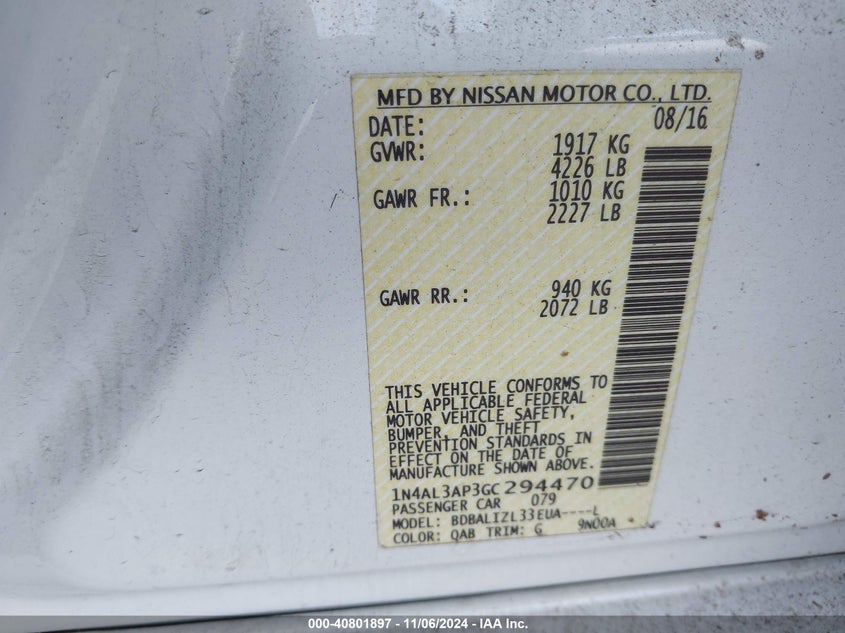 MFD BY NISSAN MOTOR CO., LTD.
DATE: 08/16
GVWR: 1917 KG
4226 LB
GAWR FR.: 1010 KG
2227 LB
GAWR RR.: 940 KG
2072 LB
THIS VEHICLE CONFORMS TO
ALL APPLICABLE FEDERAL
MOTOR VEHICLE SAFETY,
BUMPER, AND THEFT
PREVENTION STANDARDS IN
EFFECT ON THE DATE OF
MANUFACTURE SHOWN ABOVE.
1N4AL3AP3GC294470
PASSENGER CAR 079
MODEL: BDBALIZL33EUA----L
COLOR: QAB TRIM: G 9N00A
000-40801897 - 11/06/2024 - IAA Inc.